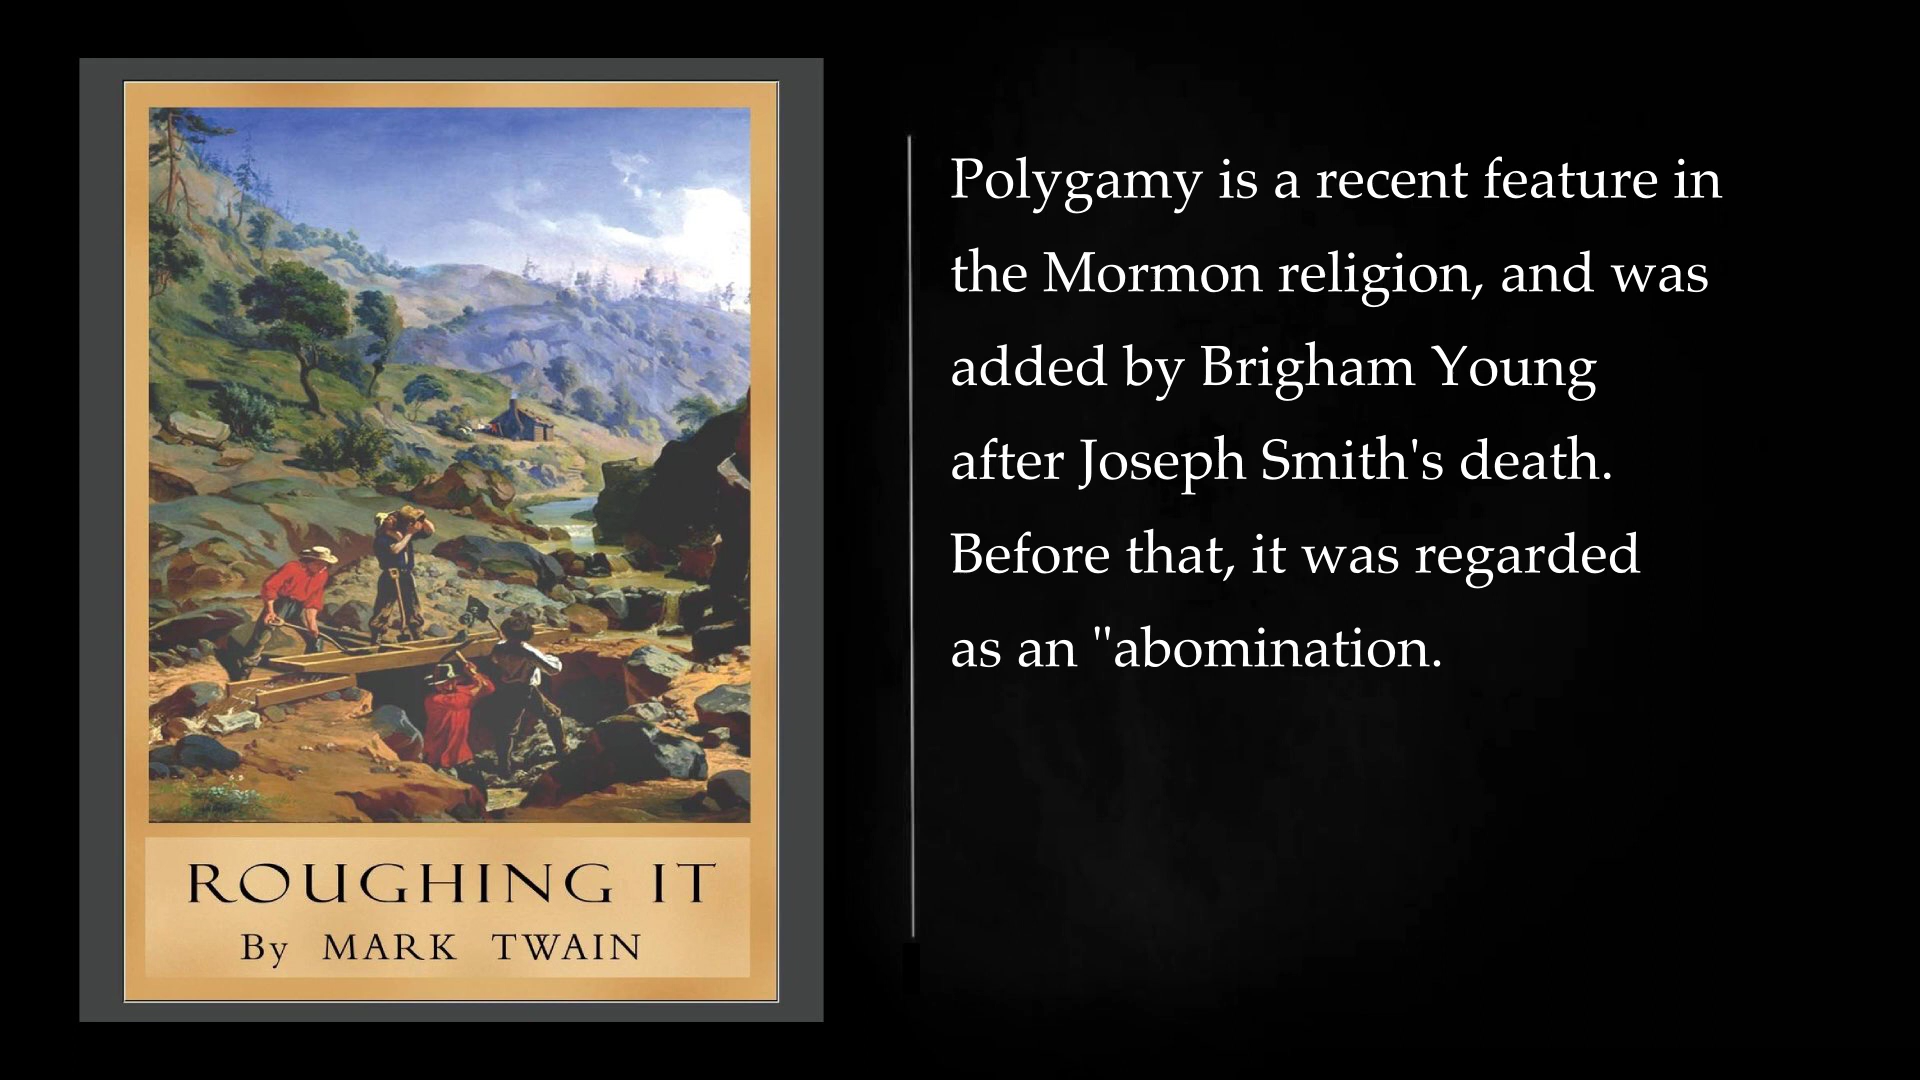 ROUGHING IT
By MARK TWAIN
Polygamy is a recent feature in
the Mormon religion, and was
added by Brigham Young
after Joseph Smith's death.
Before that, it was regarded
as an "abomination.